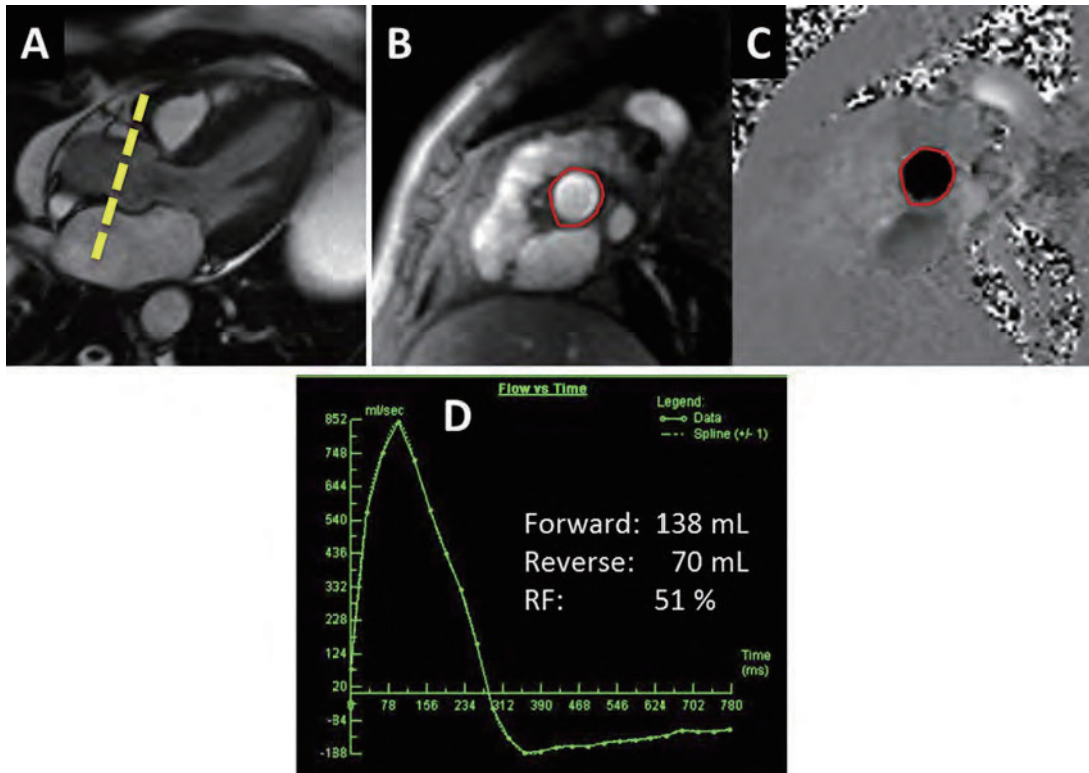 A
B
C
Flow vs Time
ml/sec
D
Legend:
Data
Spline (+/- 1)
852
748
644
540
436
332
228
124
20
-84
-188
Forward: 138 mL
Reverse: 70 mL
RF: 51 %
Time
(ms)
0 78 156 234 312 390 468 546 624 702 780